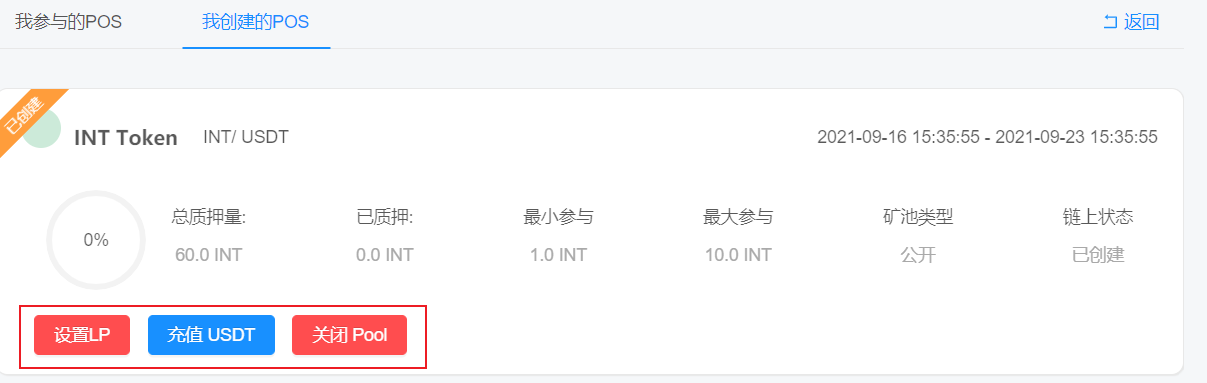 我参与的POS 我创建的POS 返回
已创建
INT Token INT/ USDT 2021-09-16 15:35:55 - 2021-09-23 15:35:55
总质押量: 已质押: 最小参与 最大参与 矿池类型 链上状态
0%
60.0 INT 0.0 INT 1.0 INT 10.0 INT 公开 已创建
设置LP 充值 USDT 关闭 Pool